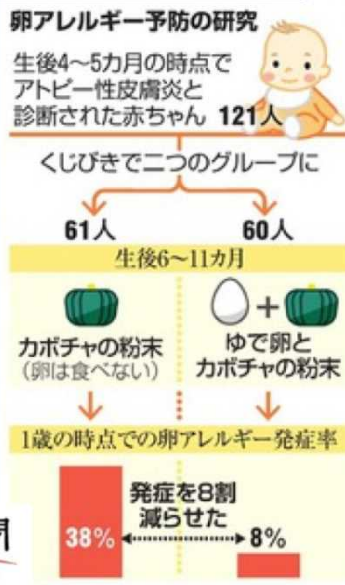 卵アレルギー予防の研究
生後4〜5カ月の時点で
アトピー性皮膚炎と
診断された赤ちゃん 121人
くじびきで二つのグループに
61人 60人
生後6〜11カ月
+
カボチャの粉末
(卵は食べない)
ゆで卵と
カボチャの粉末
1歳の時点での卵アレルギー発症率
発症を8割
減らせた
38% 8%